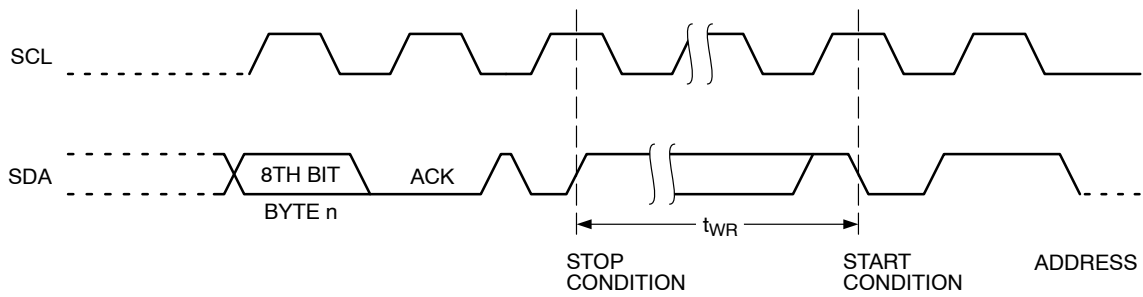 SCL
SDA
8TH BIT
ACK
BYTE n
tWR
STOP
CONDITION
START
CONDITION
ADDRESS